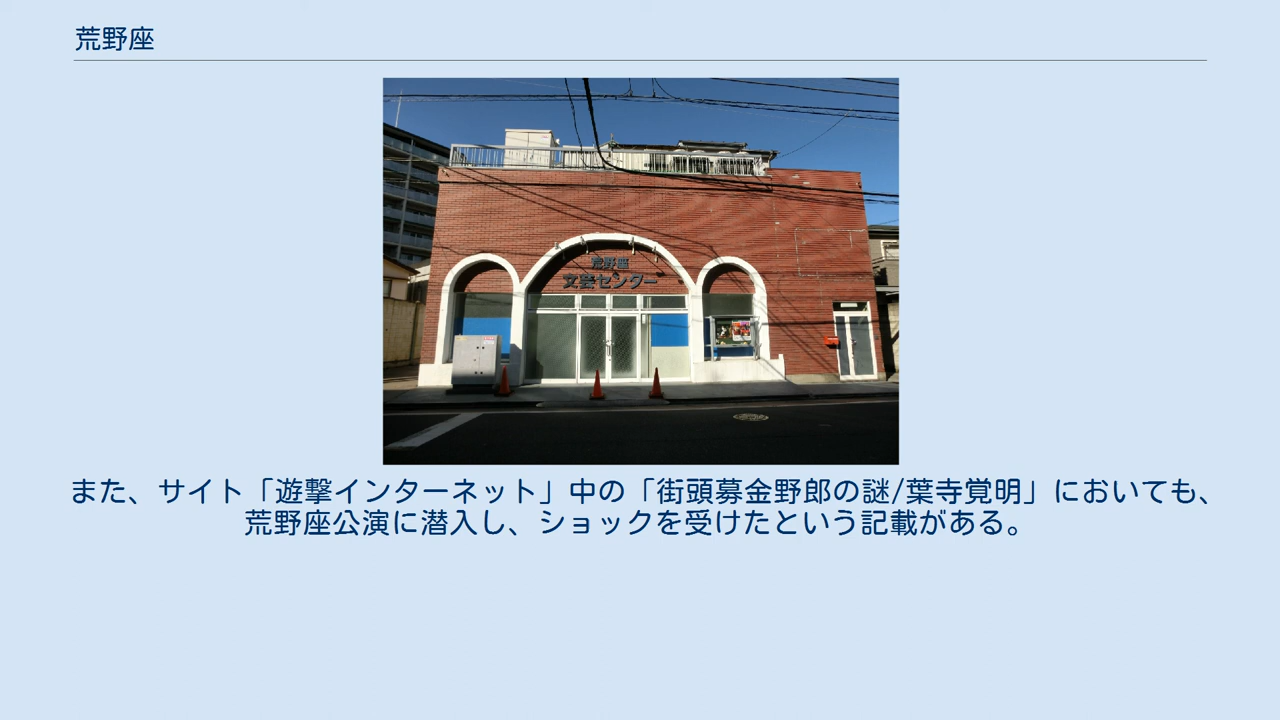 荒野座
荒野座
文芸センター
また、サイト「遊撃インターネット」中の「街頭募金野郎の謎/葉寺覚明」においても、
荒野座公演に潜入し、ショックを受けたという記載がある。